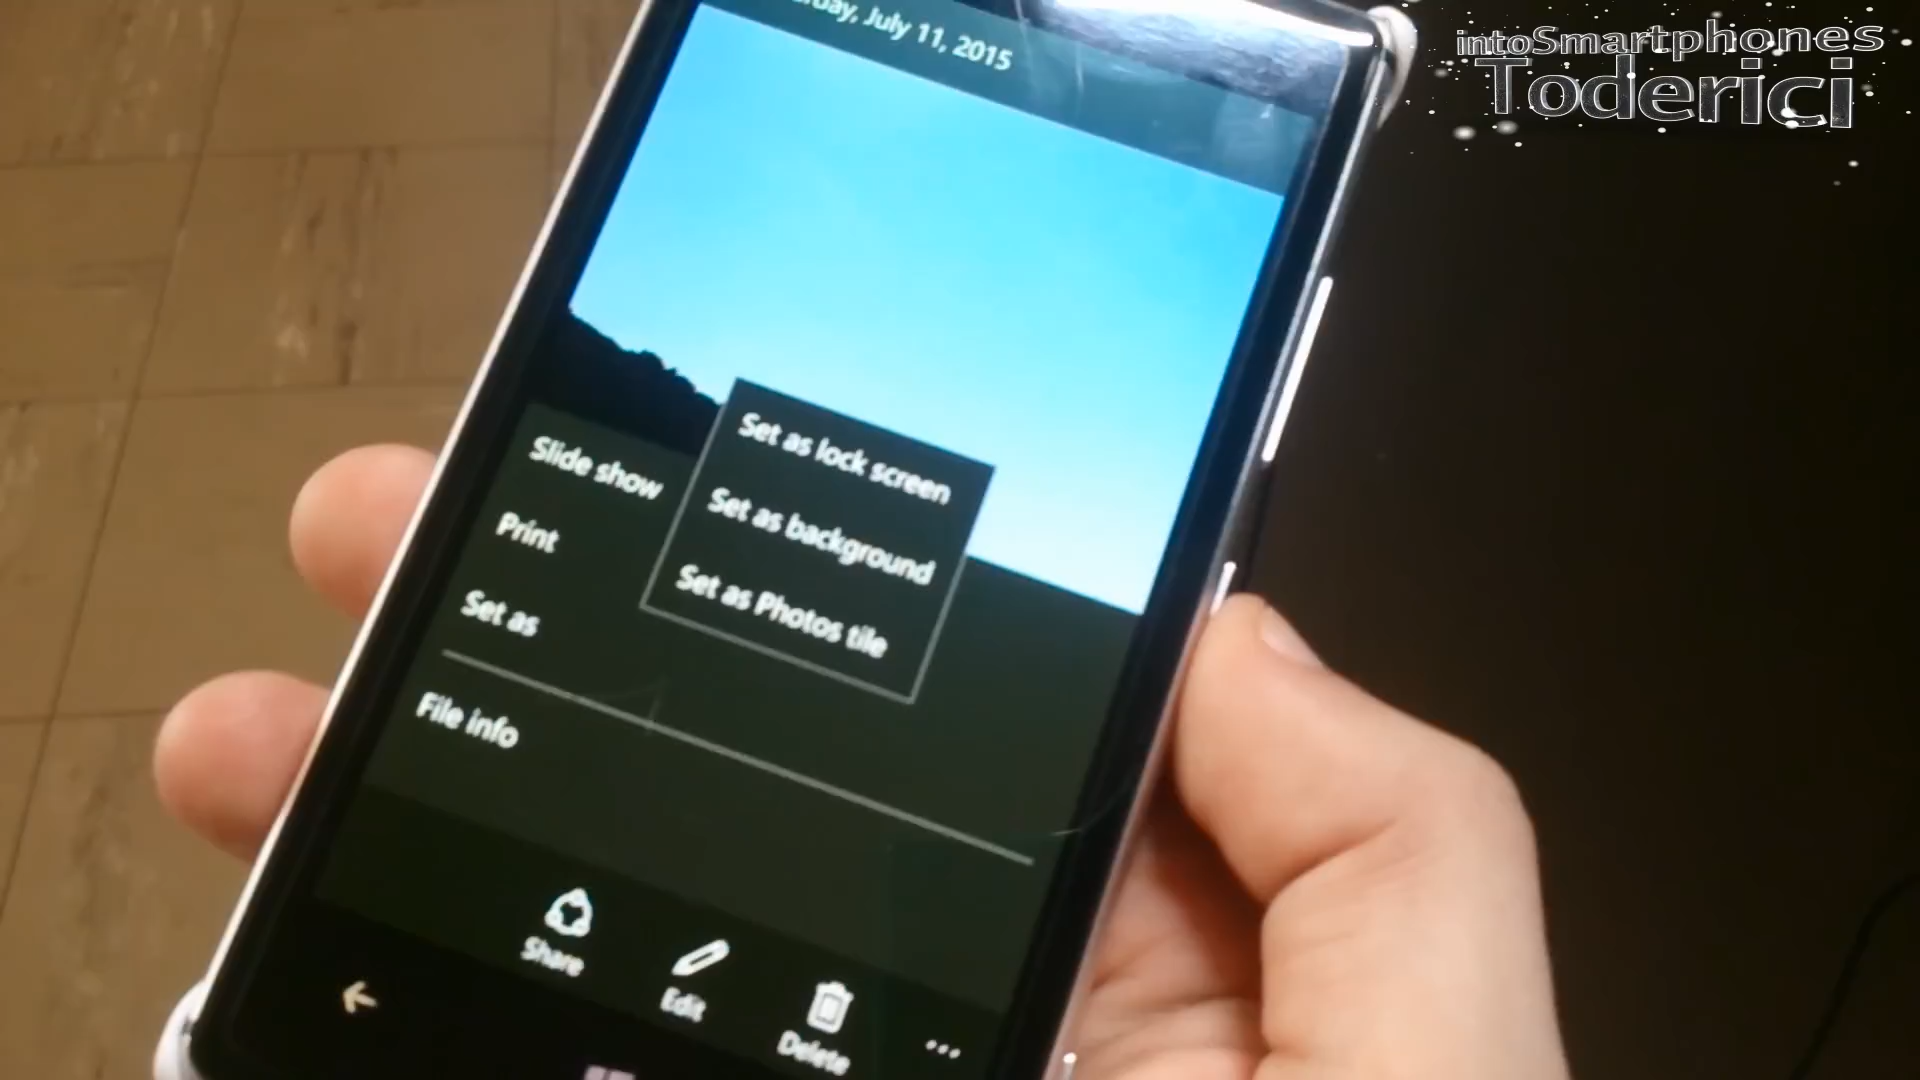 intoSmartphones
Toderici
July 11, 2015
Set as lock screen
Set as background
Set as Photos tile
Slide show
Print
Set as
File info
Share
Edit
Delete
...